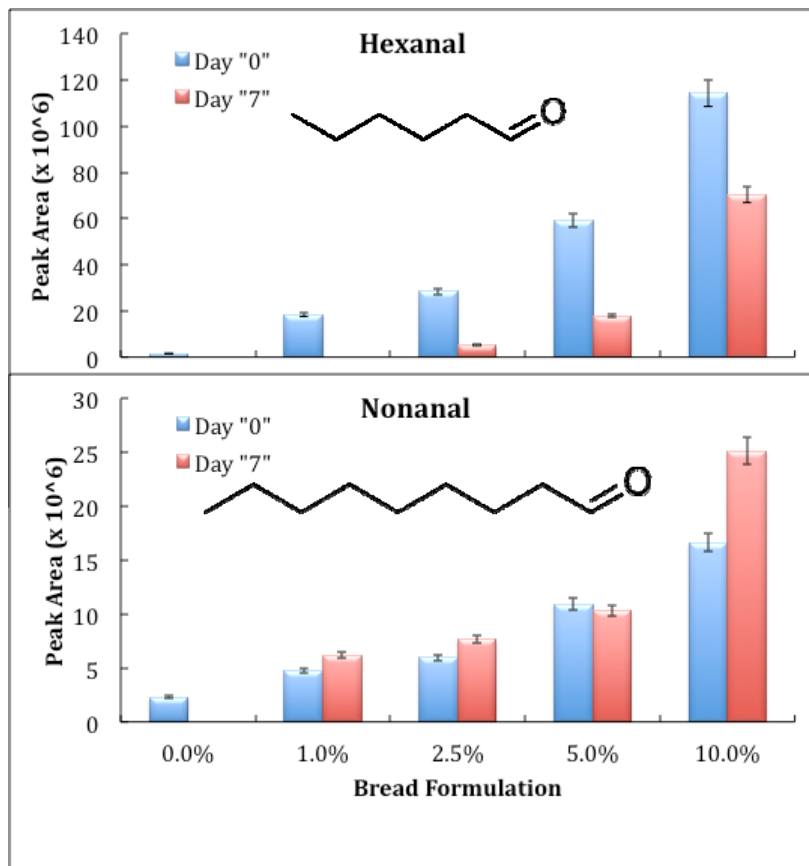 Hexanal
Day "0"
Day "7"
O
Peak Area (x 10^6)
140
120
100
80
60
40
20
0
Nonanal
Day "0"
Day "7"
O
Peak Area (x 10^6)
30
25
20
15
10
5
0
0.0% 1.0% 2.5% 5.0% 10.0%
Bread Formulation